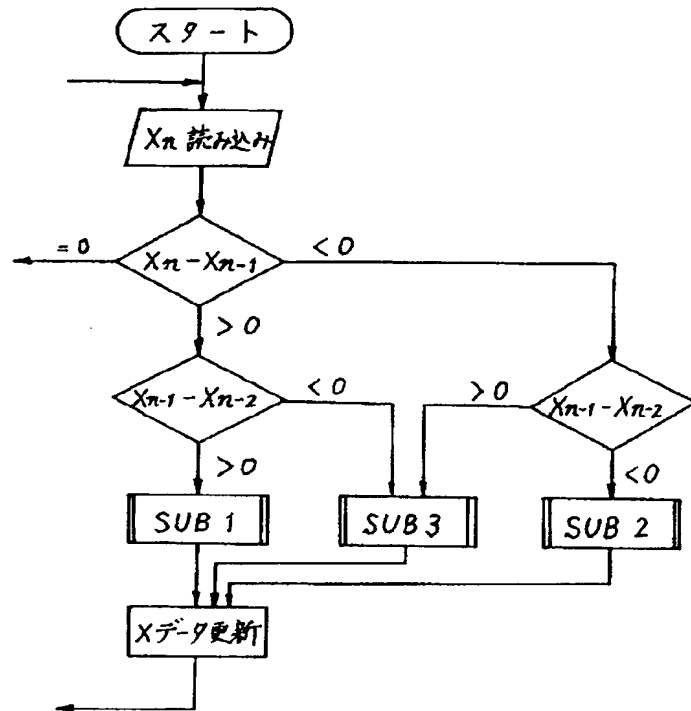 スタート
Xn 読み込み
=0
Xn-Xn-1
<0
>0
Xn-1-Xn-2
<0
>0
Xn-1-Xn-2
>0
<0
SUB 1
SUB 3
SUB 2
Xデータ更新